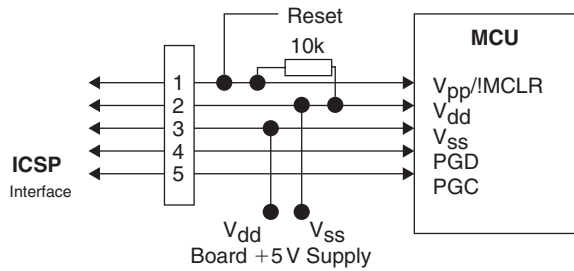 Reset
10k
MCU
1
2
3
4
5
Vpp/!MCLR
Vdd
Vss
PGD
PGC
ICSP
Interface
Vdd Vss
Board +5V Supply